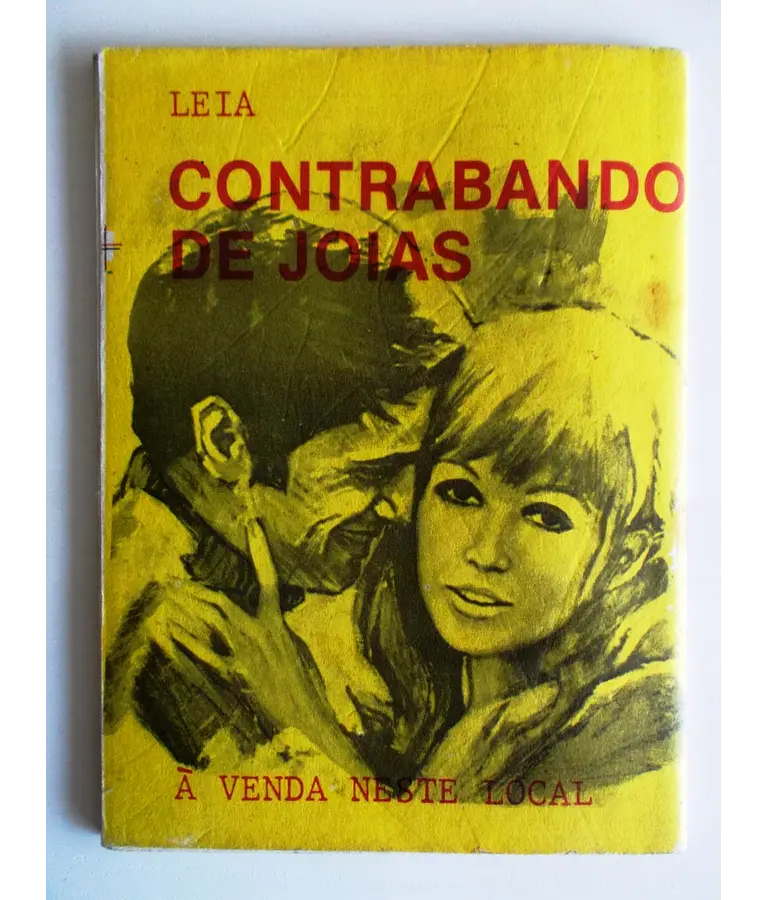 LEIA
CONTRABANDO
DE JOIAS
À VENDA NESTE LOCAL